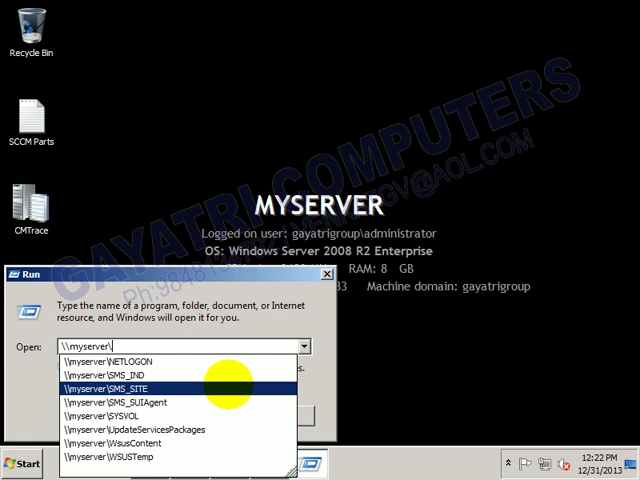 Recycle Bin
SCCM Parts
CMTrace
GAYATRI COMPUTERS
MYSERVER
Logged on user: gayatrigroup\administrator
OS: Windows Server 2008 R2 Enterprise
RAM: 8 GB
Machine domain: gayatrigroup
Run
Type the name of a program, folder, document, or Internet
resource, and Windows will open it for you.
Open: \\myserver\
\\myserver\NETLOGON
\\myserver\SMS_IND
\\myserver\SMS_SITE
\\myserver\SMS_SUIAgent
\\myserver\SYSVOL
\\myserver\UpdateServicesPackages
\\myserver\WsusContent
\\myserver\WSUSTemp
Start
12:22 PM
12/31/2013